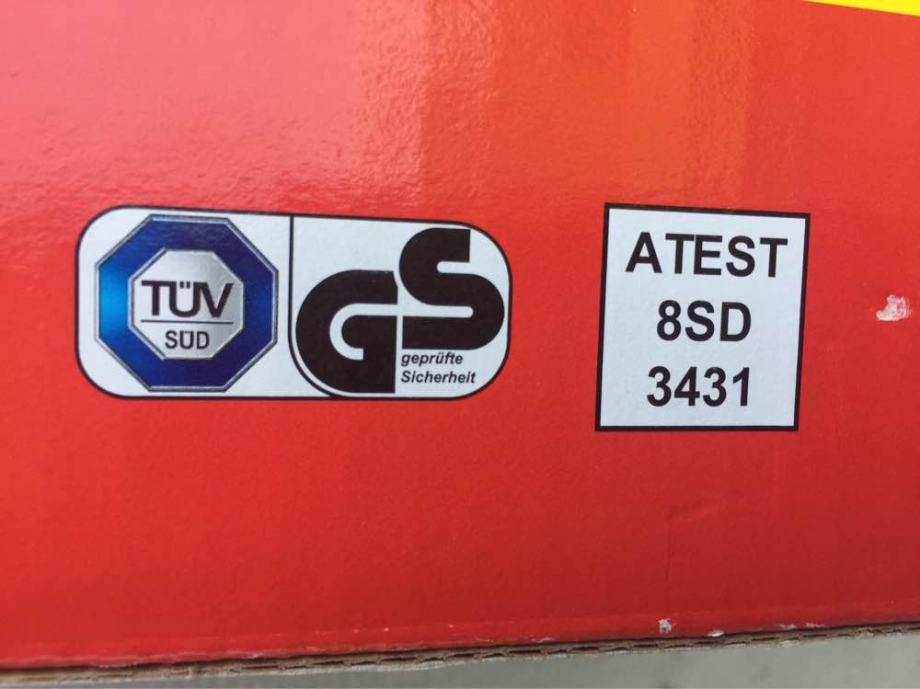 TÜV
SÜD
GS
geprüfte
Sicherheit
ATEST
8SD
3431